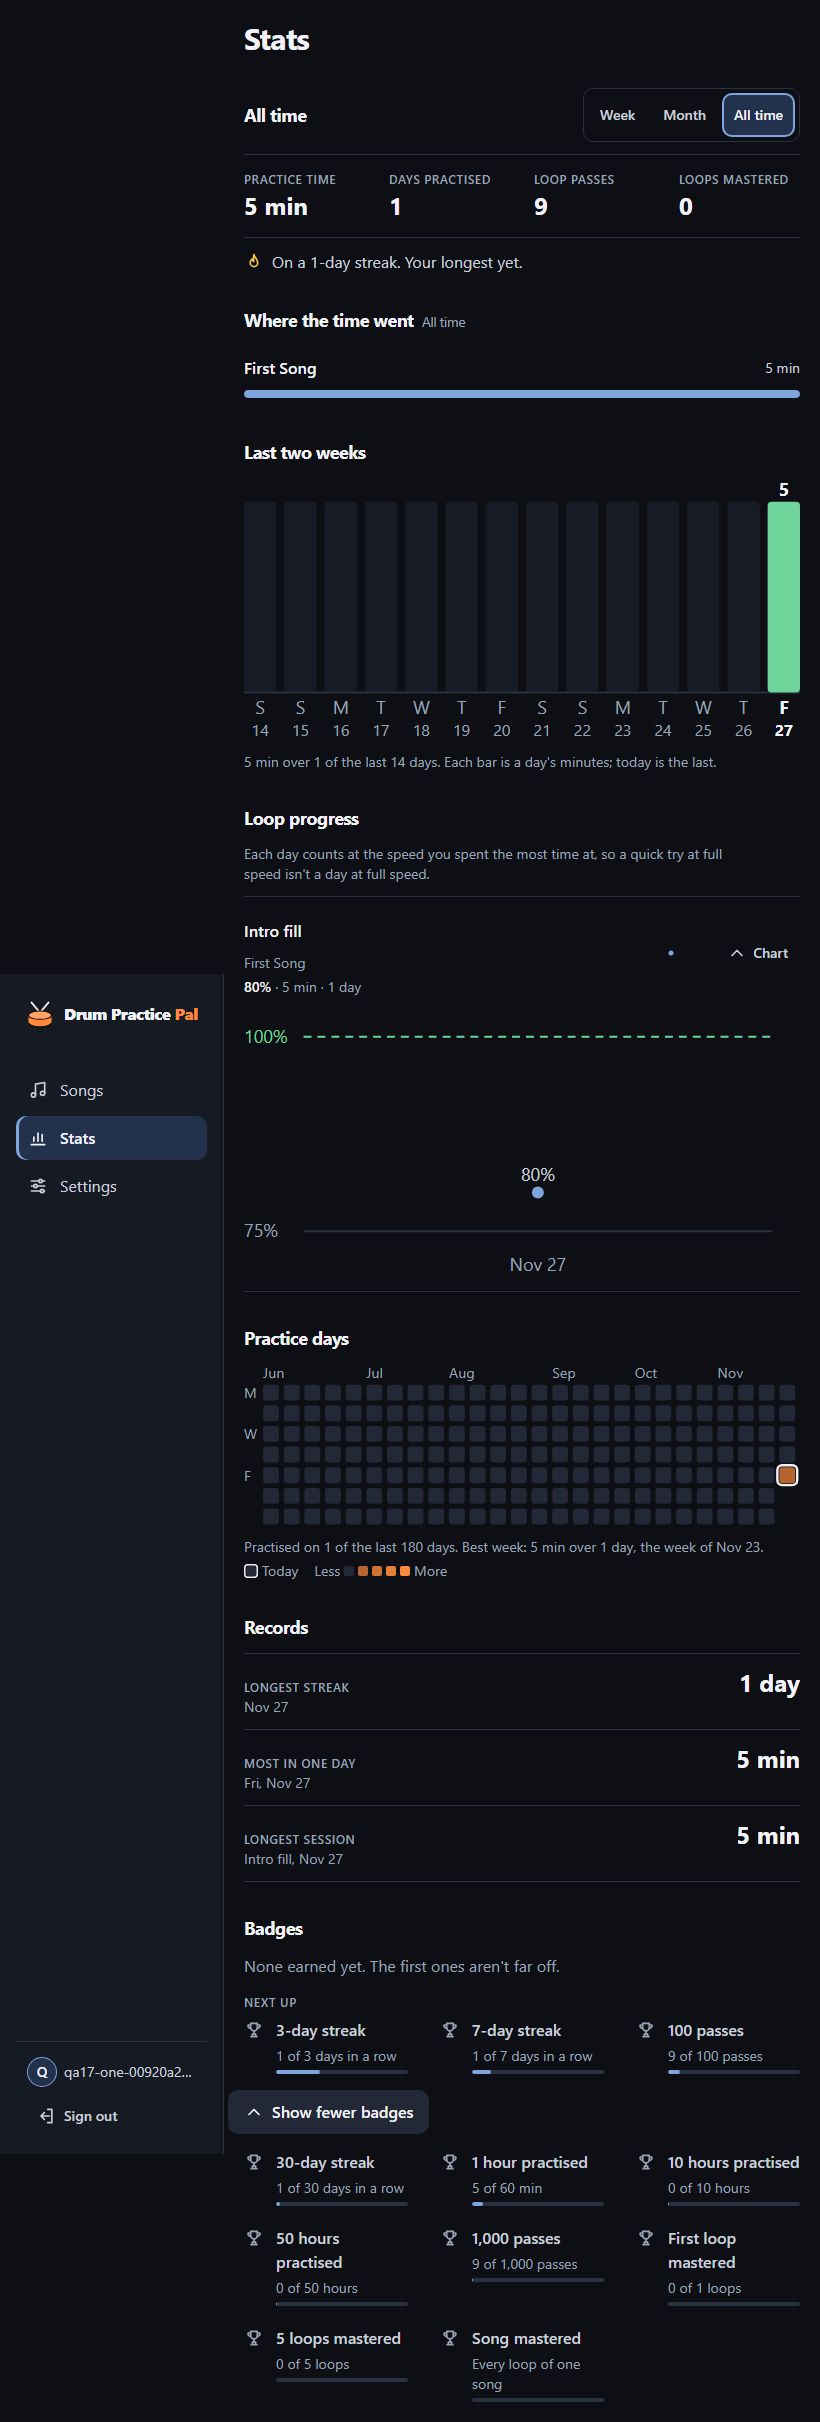 Stats
All time
Week Month All time
PRACTICE TIME DAYS PRACTISED LOOP PASSES LOOPS MASTERED
5 min 1 9 0
On a 1-day streak. Your longest yet.
Where the time went All time
First Song 5 min
Last two weeks
5
S S M T W T F S S M T W T F
14 15 16 17 18 19 20 21 22 23 24 25 26 27
5 min over 1 of the last 14 days. Each bar is a day's minutes; today is the last.
Loop progress
Each day counts at the speed you spent the most time at, so a quick try at full
speed isn't a day at full speed.
Intro fill
First Song
80% · 5 min · 1 day
Chart
100%
80%
75%
Nov 27
Drum Practice Pal
Songs
Stats
Settings
Practice days
Jun Jul Aug Sep Oct Nov
M
W
F
Practised on 1 of the last 180 days. Best week: 5 min over 1 day, the week of Nov 23.
Today Less More
Records
LONGEST STREAK 1 day
Nov 27
MOST IN ONE DAY 5 min
Fri, Nov 27
LONGEST SESSION 5 min
Intro fill, Nov 27
Badges
None earned yet. The first ones aren't far off.
NEXT UP
3-day streak
1 of 3 days in a row
7-day streak
1 of 7 days in a row
100 passes
9 of 100 passes
Q qa17-one-00920a2...
Sign out
Show fewer badges
30-day streak
1 of 30 days in a row
1 hour practised
5 of 60 min
10 hours practised
0 of 10 hours
50 hours
practised
0 of 50 hours
1,000 passes
9 of 1,000 passes
First loop
mastered
0 of 1 loops
5 loops mastered
0 of 5 loops
Song mastered
Every loop of one
song